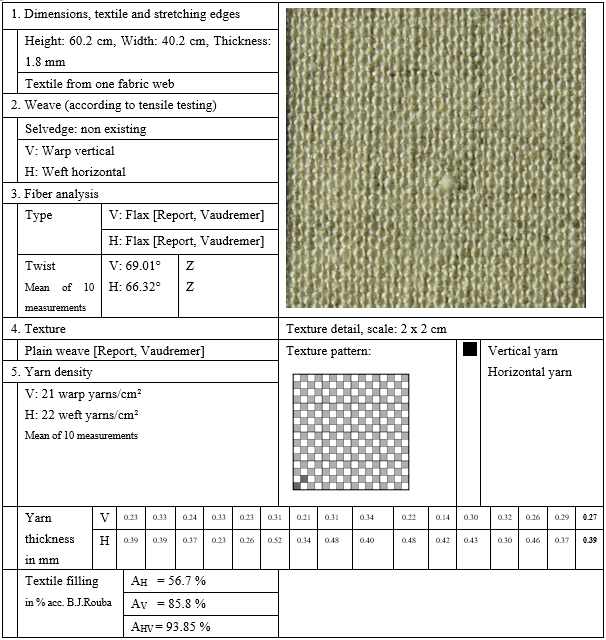 1. Dimensions, textile and stretching edges
Height: 60.2 cm, Width: 40.2 cm, Thickness:
1.8 mm
Textile from one fabric web
2. Weave (according to tensile testing)
Selvedge: non existing
V: Warp vertical
H: Weft horizontal
3. Fiber analysis
Type
V: Flax [Report, Vaudremer]
H: Flax [Report, Vaudremer]
Twist
Mean of 10
measurements
V: 69.01° Z
H: 66.32° Z
4. Texture
Texture detail, scale: 2 x 2 cm
Plain weave [Report, Vaudremer]
Texture pattern:
Vertical yarn
Horizontal yarn
5. Yarn density
V: 21 warp yarns/cm²
H: 22 weft yarns/cm²
Mean of 10 measurements
Yarn
thickness
in mm
V 0.23 0.33 0.24 0.33 0.23 0.31 0.21 0.31 0.34 0.22 0.14 0.30 0.32 0.26 0.29 0.27
H 0.39 0.39 0.37 0.23 0.26 0.52 0.34 0.48 0.40 0.48 0.42 0.43 0.30 0.46 0.37 0.39
Textile filling
in % acc. B.J.Rouba
AH = 56.7 %
AV = 85.8 %
AHV = 93.85 %